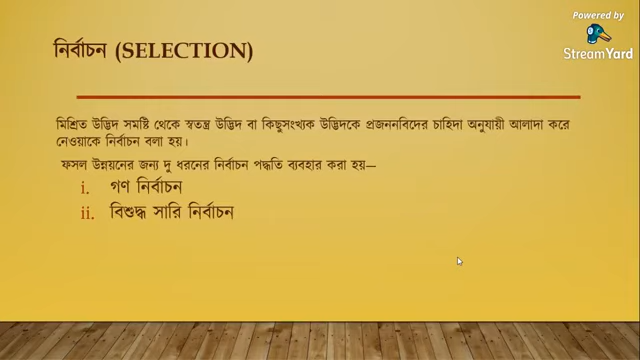 Powered by
StreamYard
নির্বাচন (SELECTION)
মিশ্রিত উদ্ভিদ সমষ্টি থেকে স্বতন্ত্র উদ্ভিদ বা কিছুসংখ্যক উদ্ভিদকে প্রজননবিদের চাহিদা অনুযায়ী আলাদা করে
নেওয়াকে নির্বাচন বলা হয়।
ফসল উন্নয়নের জন্য দু ধরনের নির্বাচন পদ্ধতি ব্যবহার করা হয়—
i. গণ নির্বাচন
ii. বিশুদ্ধ সারি নির্বাচন